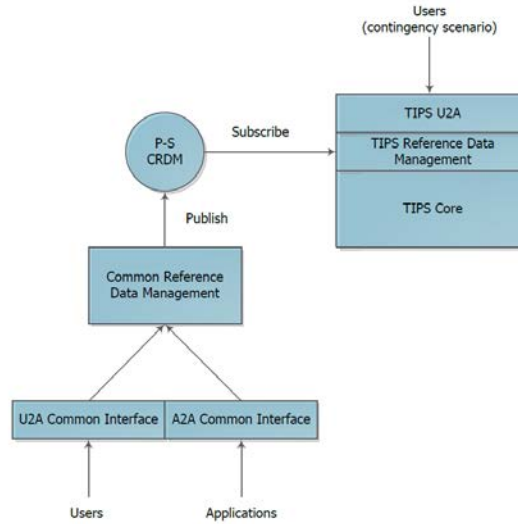 Users
(contingency scenario)
TIPS U2A
P-S
CRDM
Subscribe
TIPS Reference Data
Management
TIPS Core
Publish
Common Reference
Data Management
U2A Common Interface
A2A Common Interface
Users
Applications